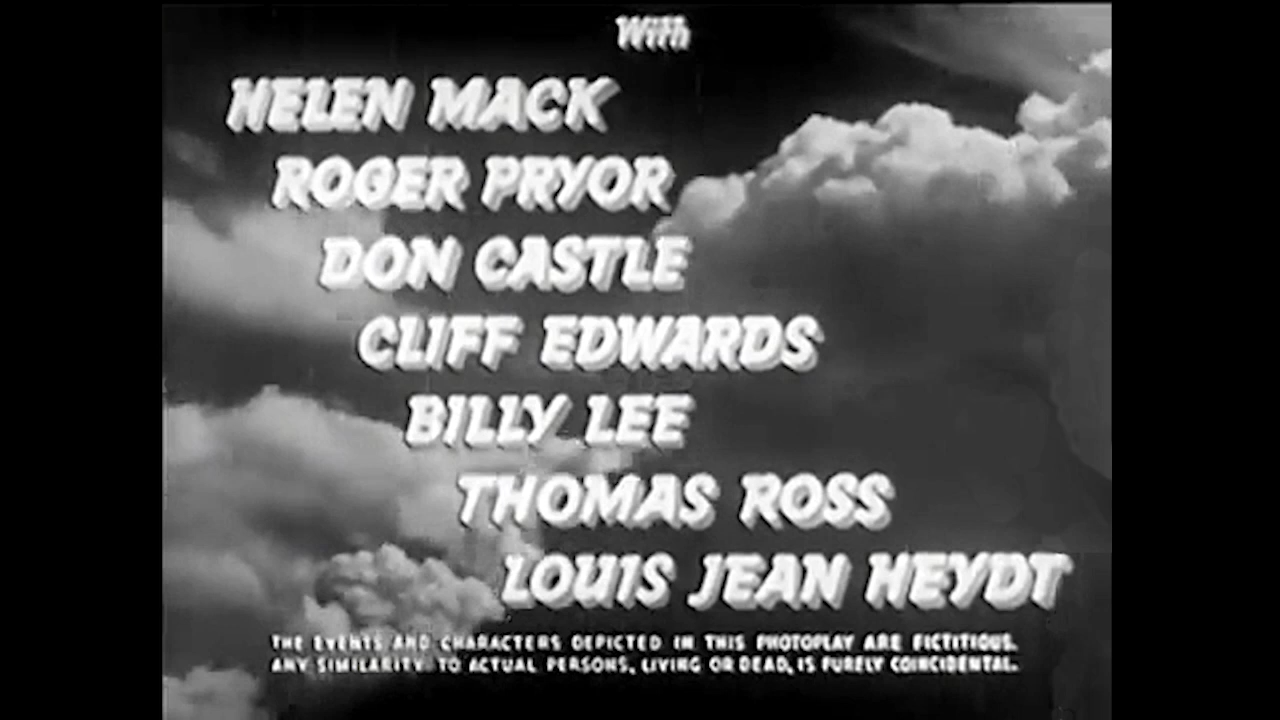 With
HELEN MACK
ROGER PRYOR
DON CASTLE
CLIFF EDWARDS
BILLY LEE
THOMAS ROSS
LOUIS JEAN HEYDT
THE EVENTS AND CHARACTERS DEPICTED IN THIS PHOTOPLAY ARE FICTITIOUS.
ANY SIMILARITY TO ACTUAL PERSONS, LIVING OR DEAD, IS PURELY COINCIDENTAL.